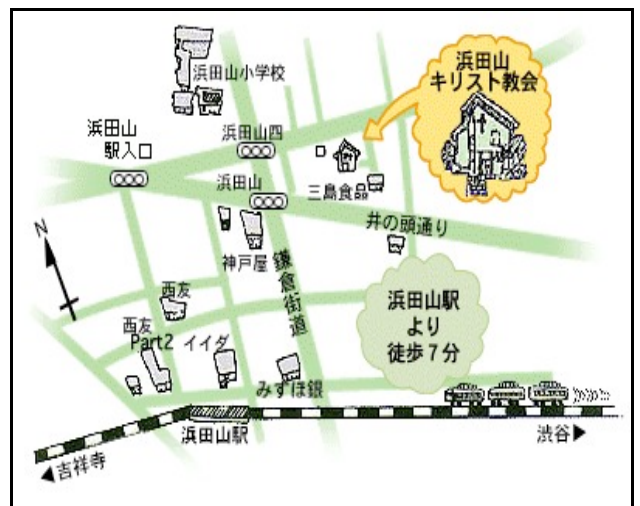 浜田山小学校
浜田山
キリスト教会
浜田山
駅入口
浜田山四
浜田山
三島食品
井の頭通り
N
神戸屋
鎌倉街道
西友
西友
Part2
イイダ
みずほ銀
浜田山駅
より
徒歩7分
浜田山駅
渋谷▶
◀吉祥寺